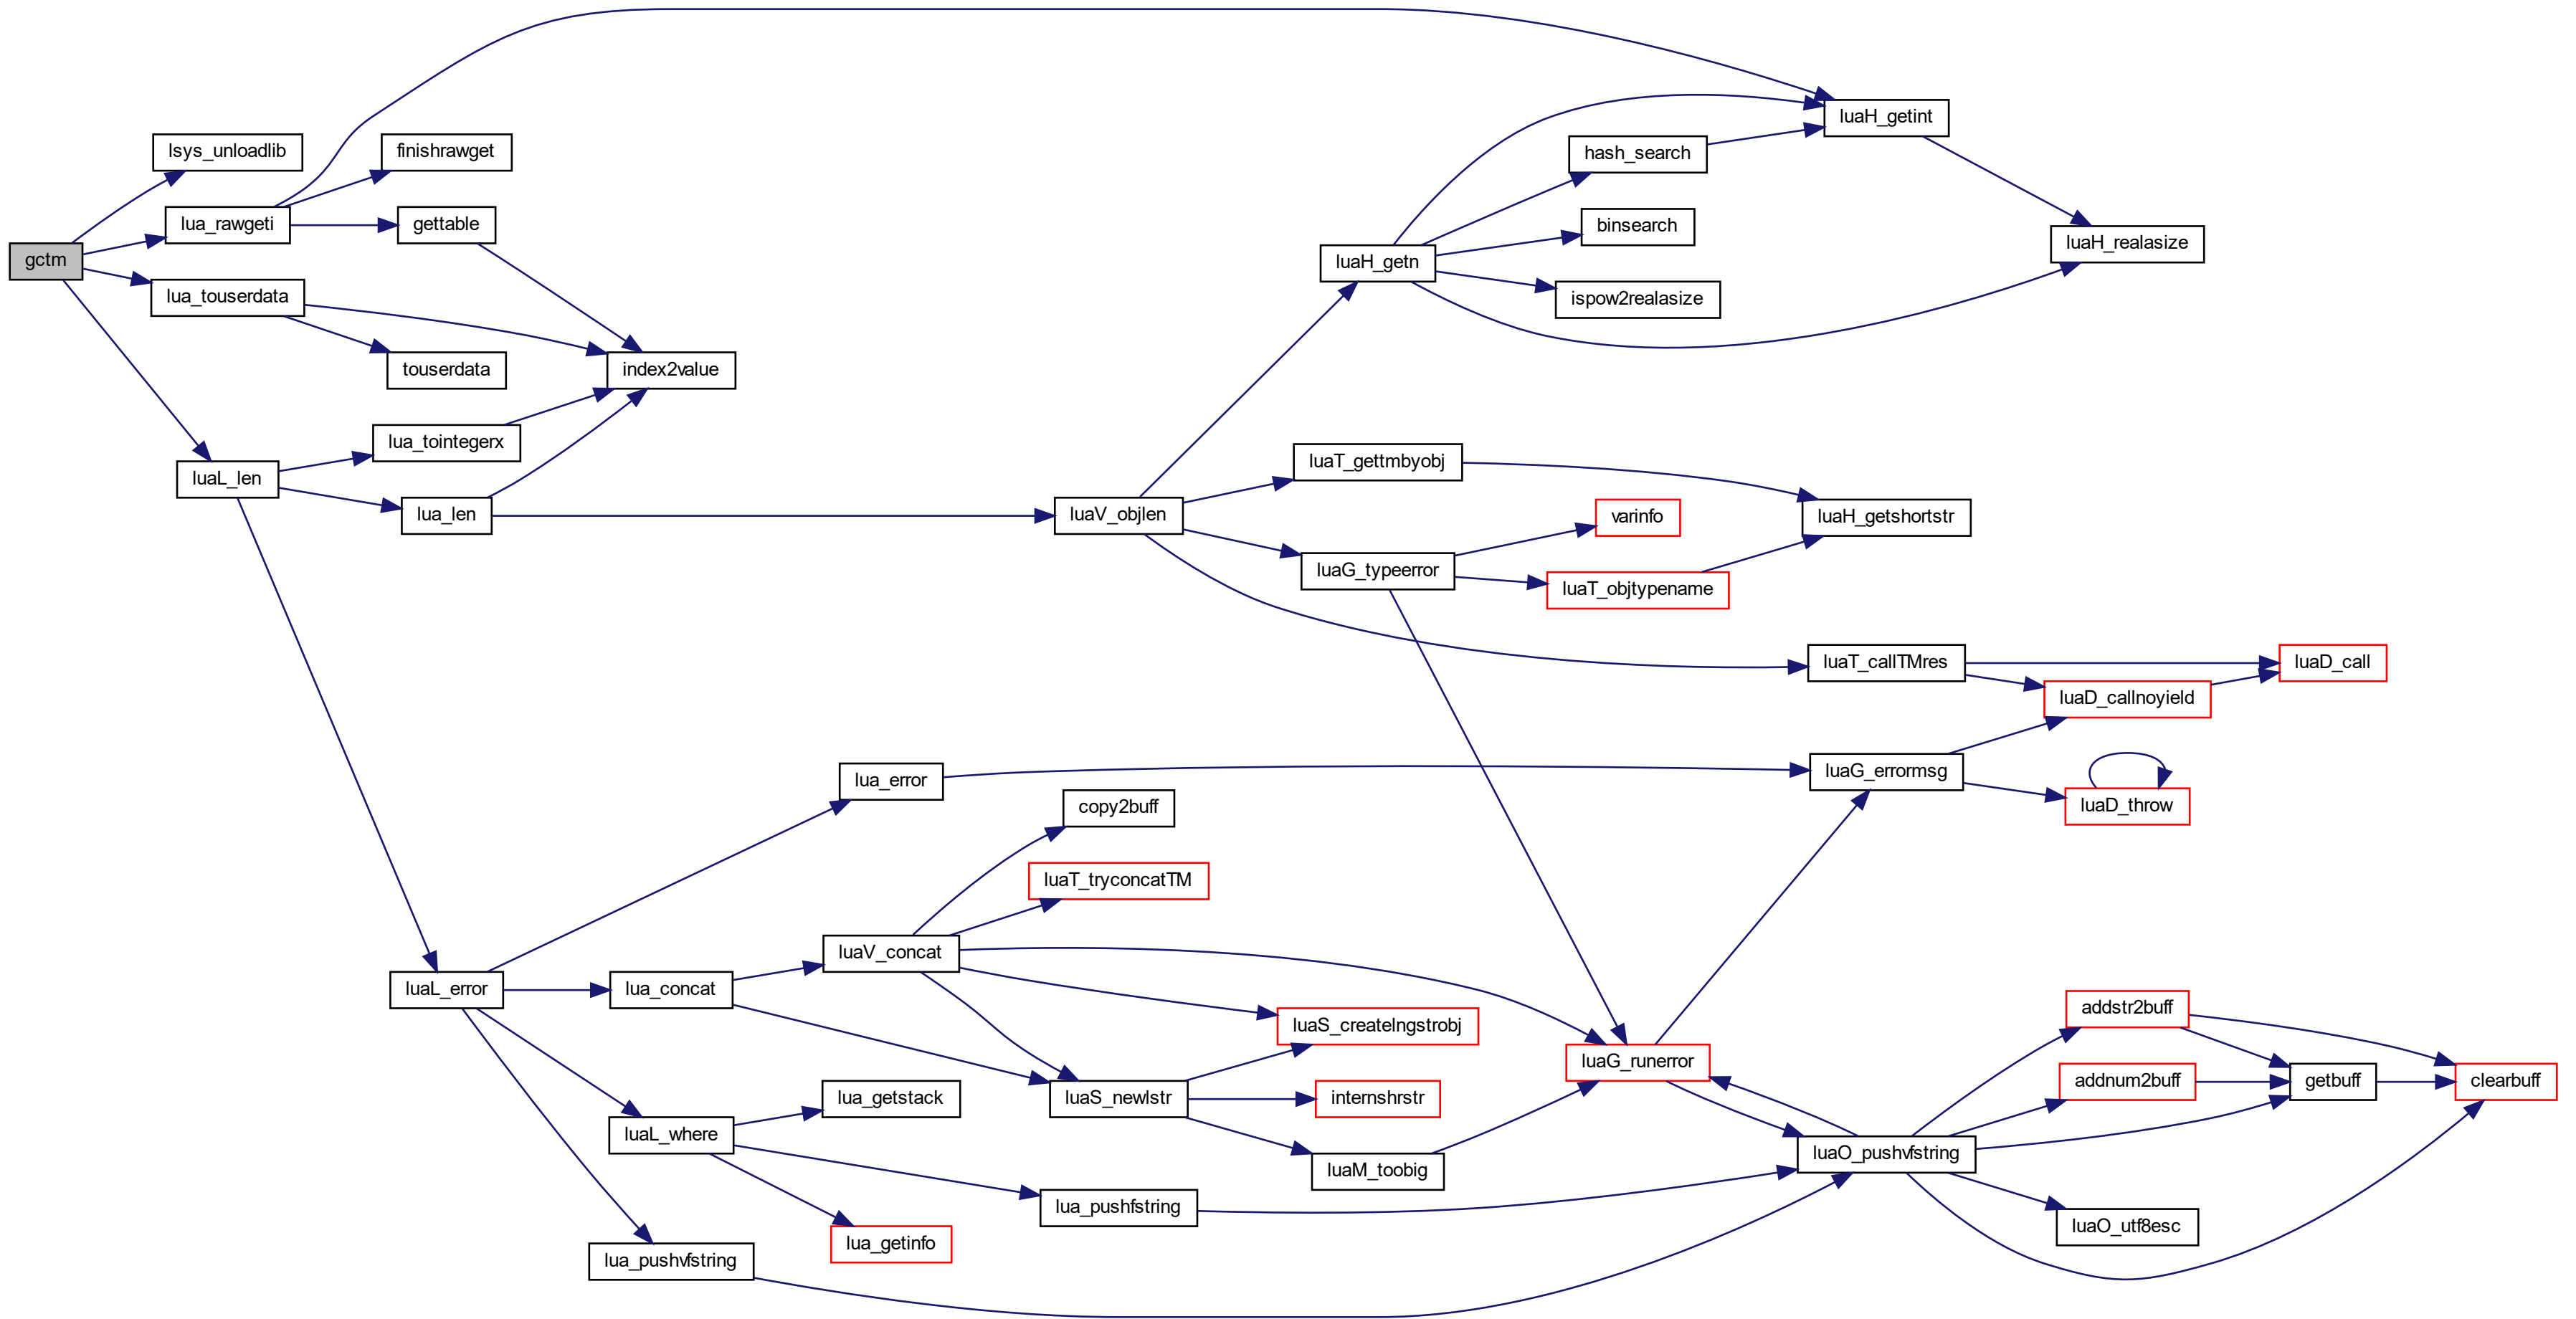 gctm
lsys_unloadlib
lua_rawgeti
lua_touserdata
luaL_len
finishrawget
gettable
touserdata
lua_tointegerx
lua_len
luaL_error
index2value
lua_error
lua_concat
luaL_where
lua_pushvfstring
luaV_concat
lua_getstack
lua_getinfo
luaV_objlen
copy2buff
luaT_tryconcatTM
luaS_newlstr
lua_pushfstring
luaH_getn
luaT_gettmbyobj
luaG_typeerror
luaS_createlngstrobj
internshrstr
luaM_toobig
hash_search
binsearch
ispow2realasize
varinfo
luaT_objtypename
luaG_runerror
luaH_getint
luaH_getshortstr
luaT_callTMres
luaG_errormsg
luaO_pushvfstring
luaH_realasize
luaD_callnoyield
luaD_throw
addstr2buff
addnum2buff
luaO_utf8esc
luaD_call
getbuff
clearbuff